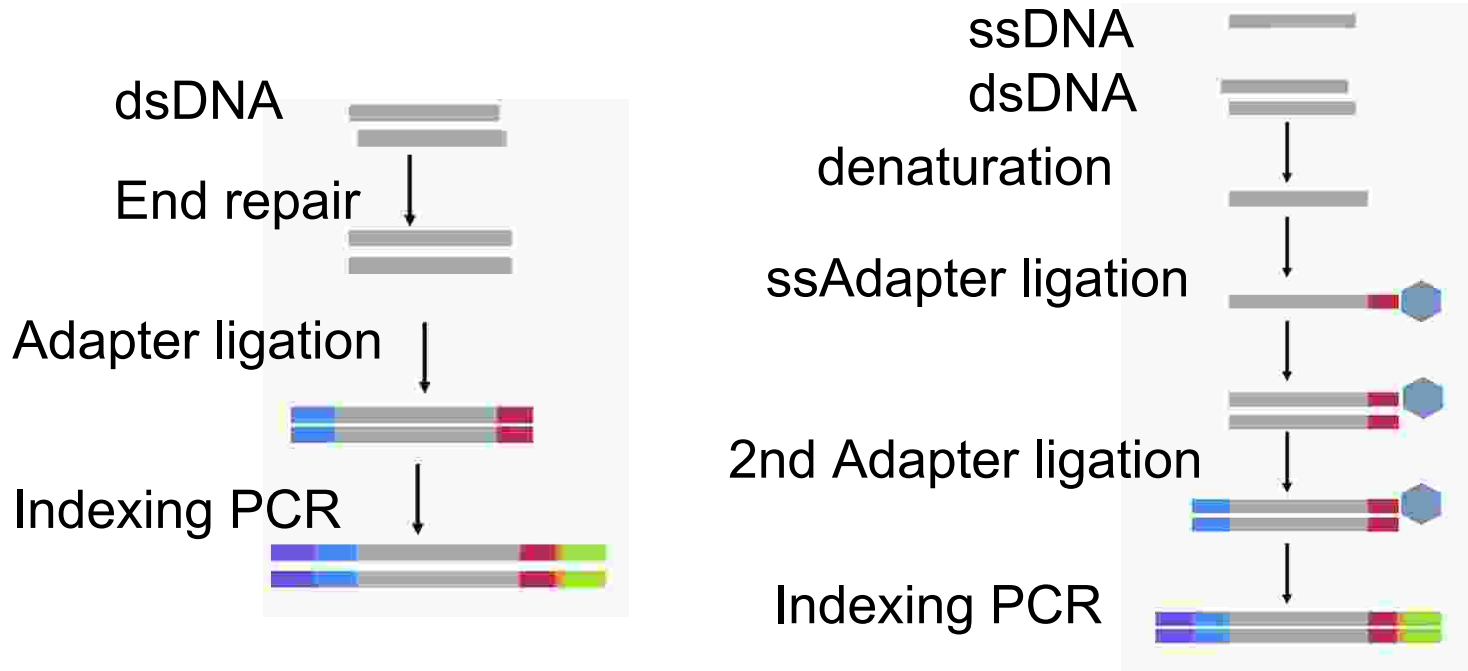 dsDNA
End repair
Adapter ligation
Indexing PCR
ssDNA
dsDNA
denaturation
ssAdapter ligation
2nd Adapter ligation
Indexing PCR